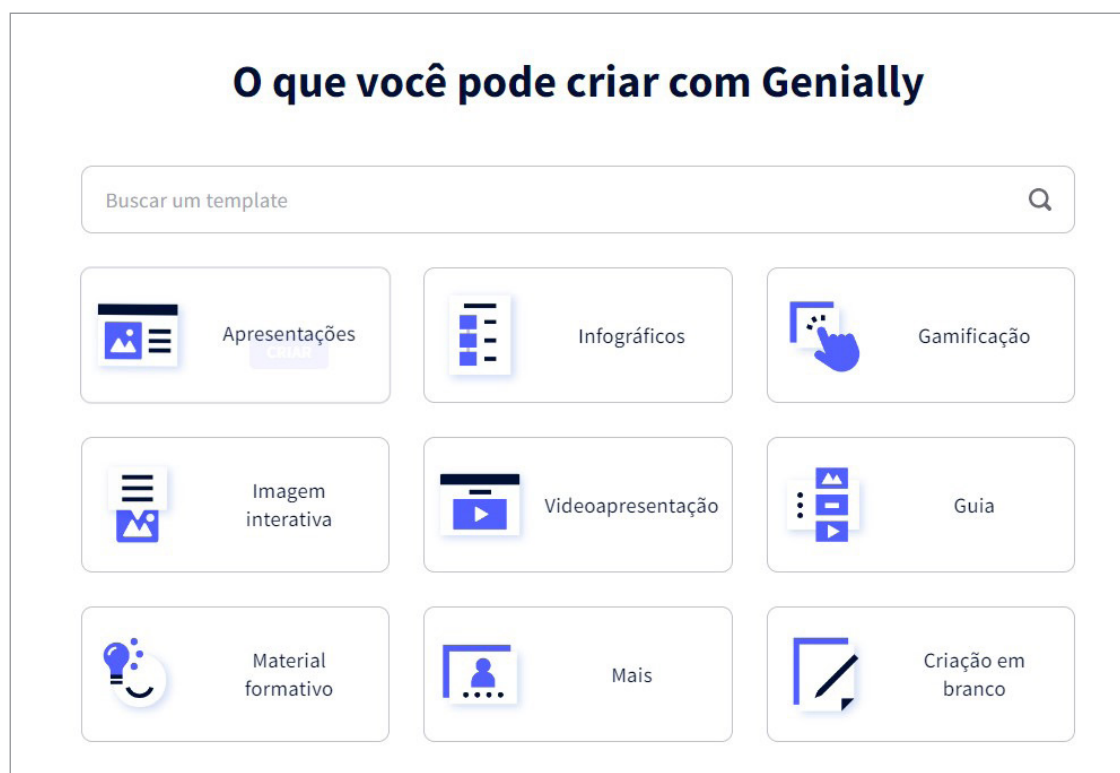 O que você pode criar com Genially
Buscar um template
Apresentações
CRIAR
Infográficos
Gamificação
Imagem
interativa
Videoapresentação
Guia
Material
formativo
Mais
Criação em
branco